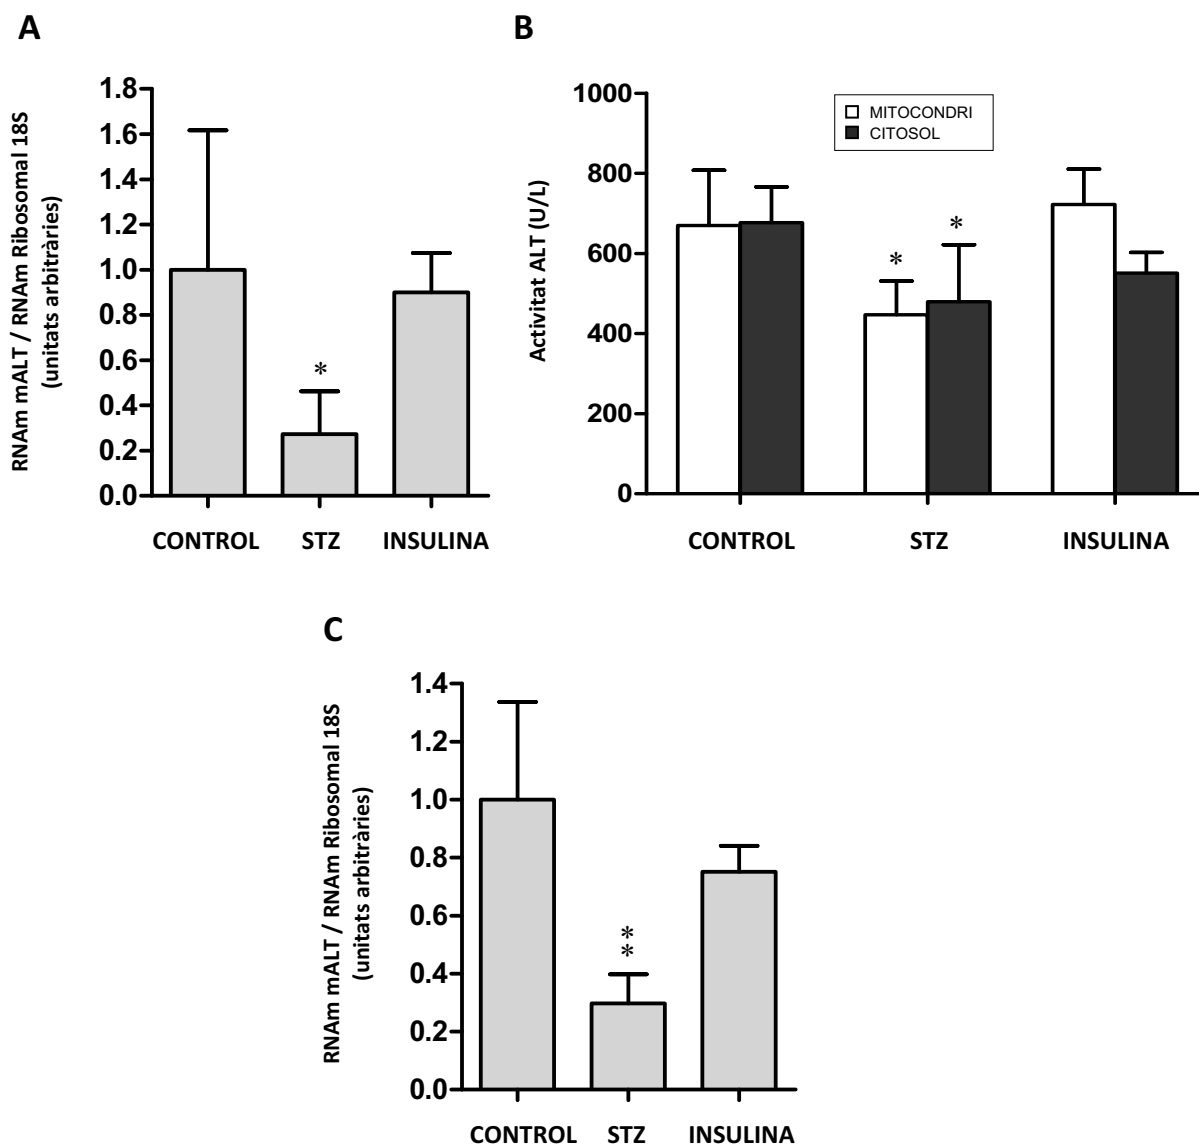 A
RNAm mALT / RNAm Ribosomal 18S
(unitats arbitràries)
1.8
1.6
1.4
1.2
1.0
0.8
0.6
0.4
0.2
0.0
*
CONTROL STZ INSULINA
B
Activitat ALT (U/L)
1000
800
600
400
200
0
MITOCONDRI
CITOSOL
* *
CONTROL STZ INSULINA
C
RNAm mALT / RNAm Ribosomal 18S
(unitats arbitràries)
1.4
1.2
1.0
0.8
0.6
0.4
0.2
0.0
*
*
CONTROL STZ INSULINA